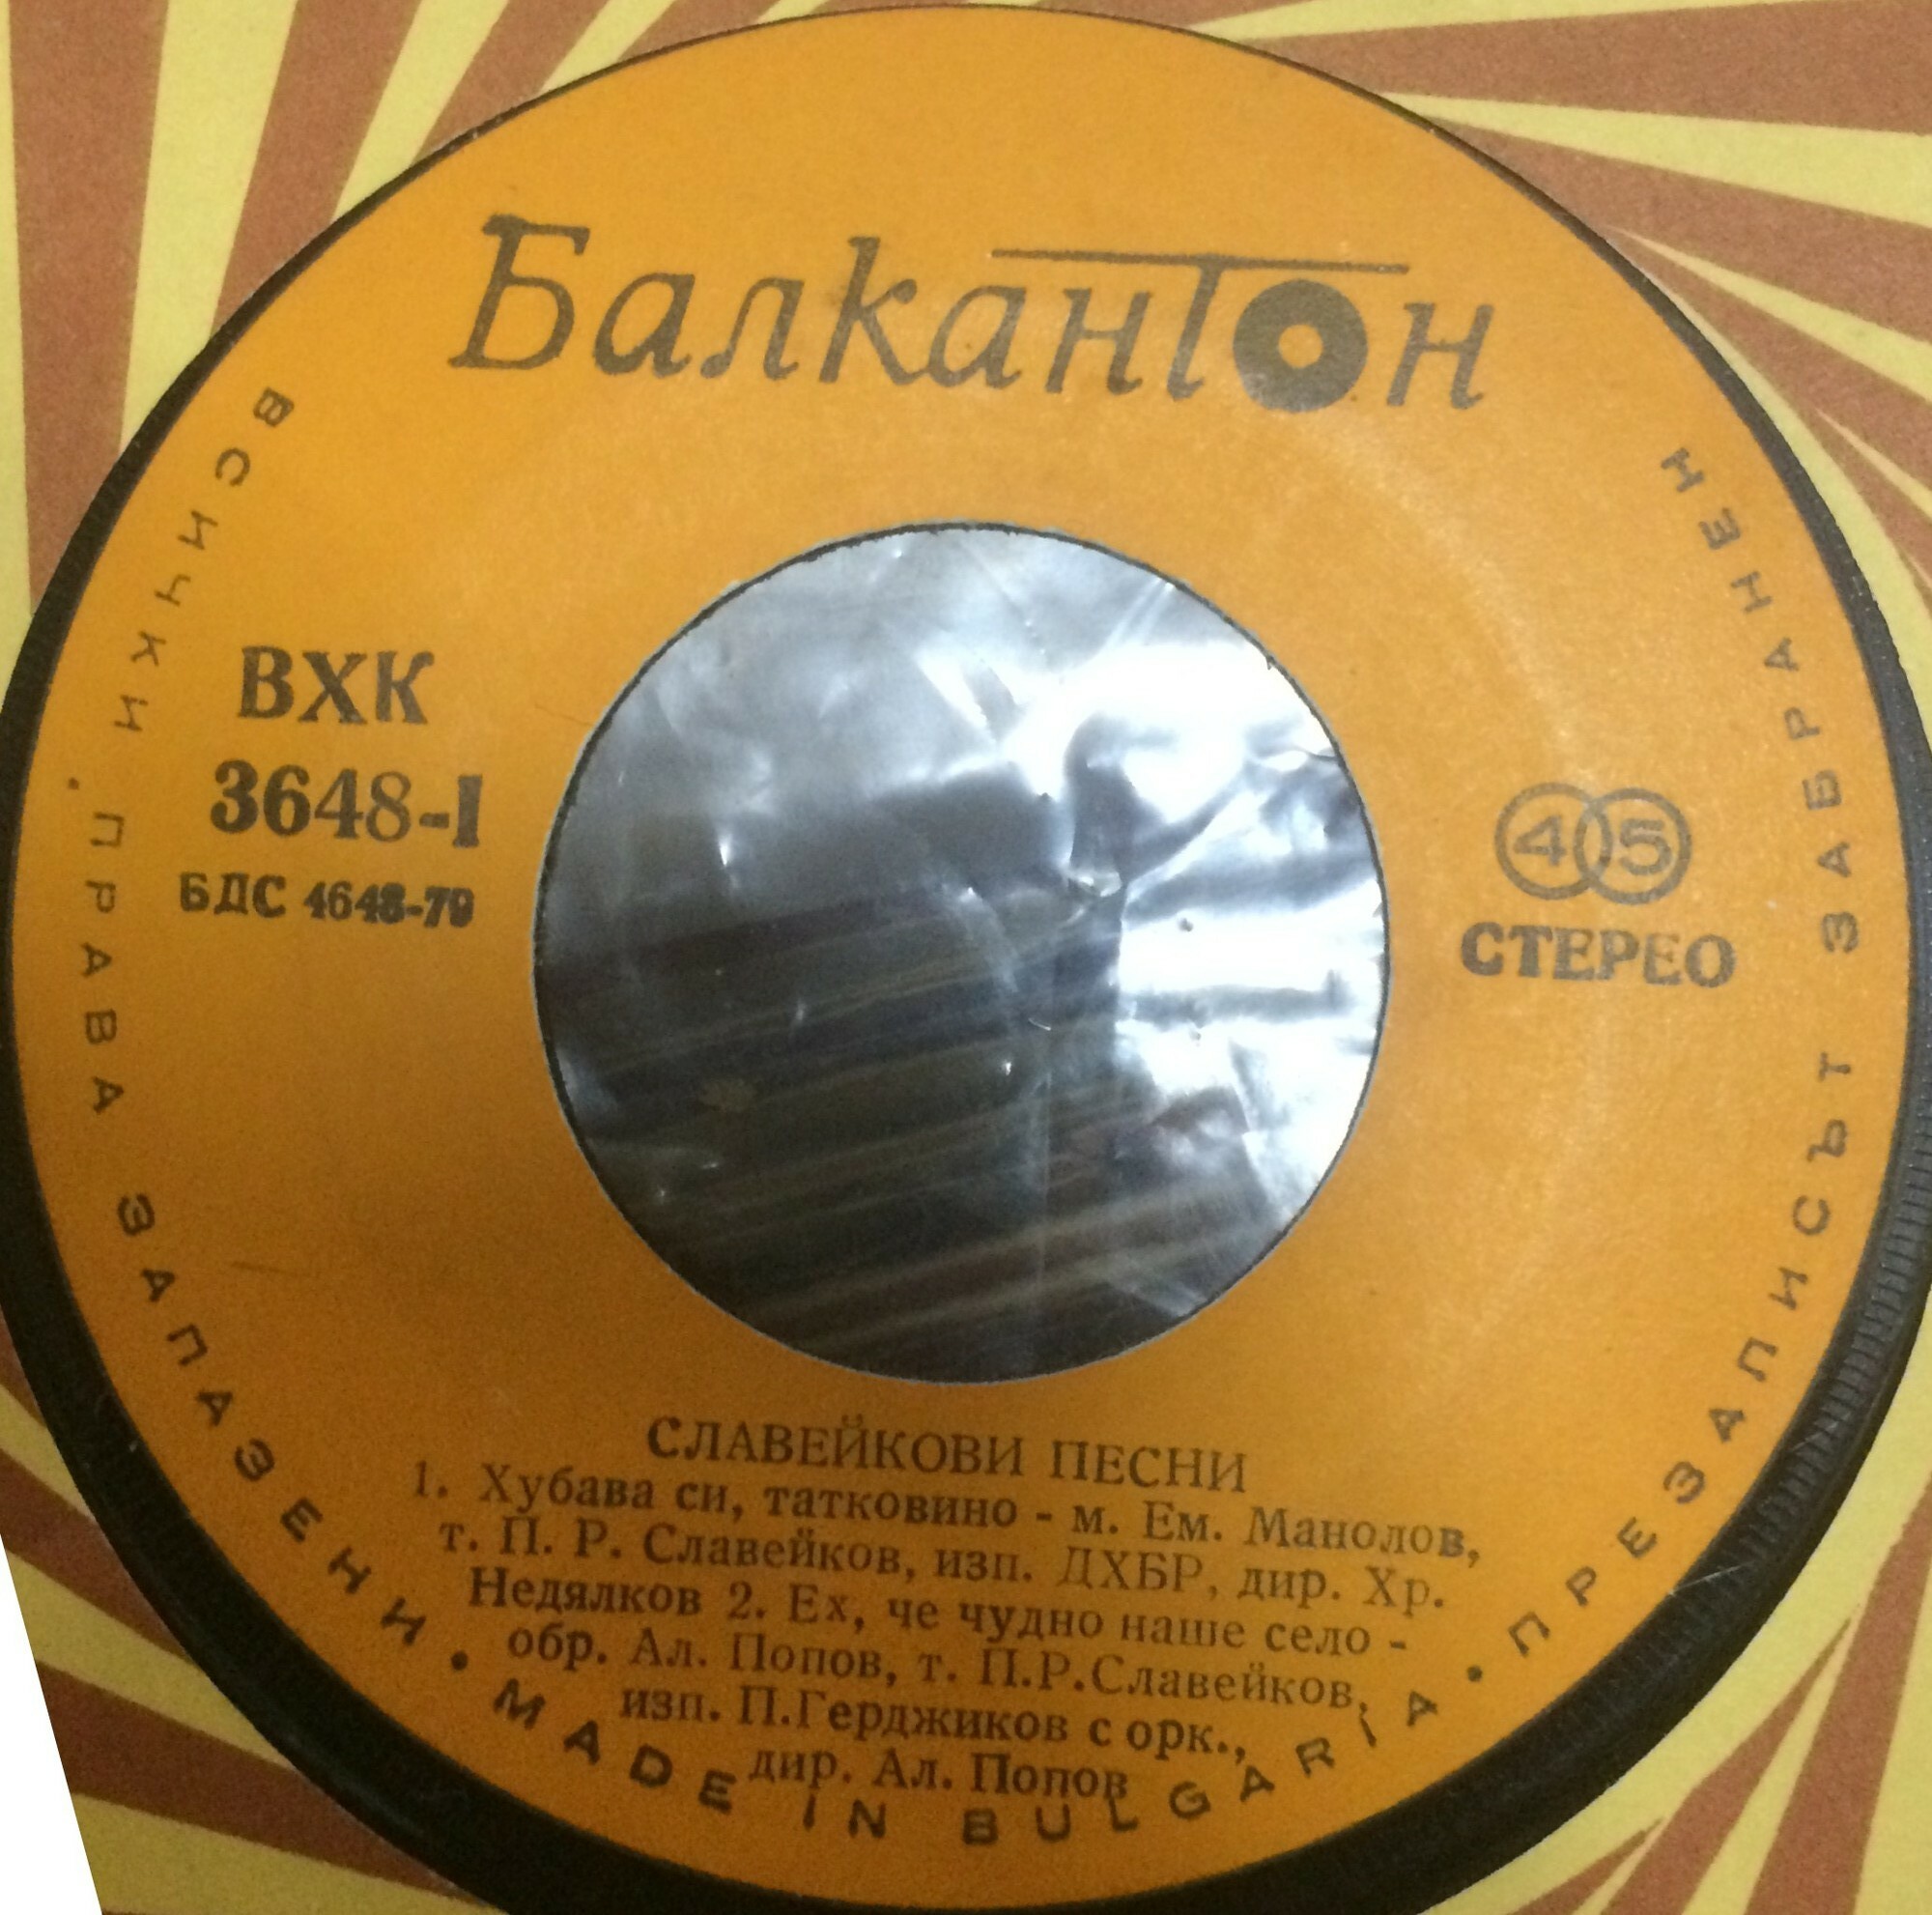 Балкантон
ВХК
3648-I
БДС 4648-70
45
СТЕРЕО
СЛАВЕЙКОВИ ПЕСНИ
1. Хубава си, татковино - м. Ем. Манолов,
т. П. Р. Славейков, изп. ДХБР, дир. Хр.
Недялков 2. Ех, че чудно наше село -
обр. Ал. Попов, т. П.Р.Славейков,
изп. П.Герджиков с орк.,
дир. Ал. Попов
ВСИЧКИ ПРАВА ЗАПАЗЕНИ • MADE IN BULGARIA • ПРЕЗАПИСЪТ ЗАБРАНЕН